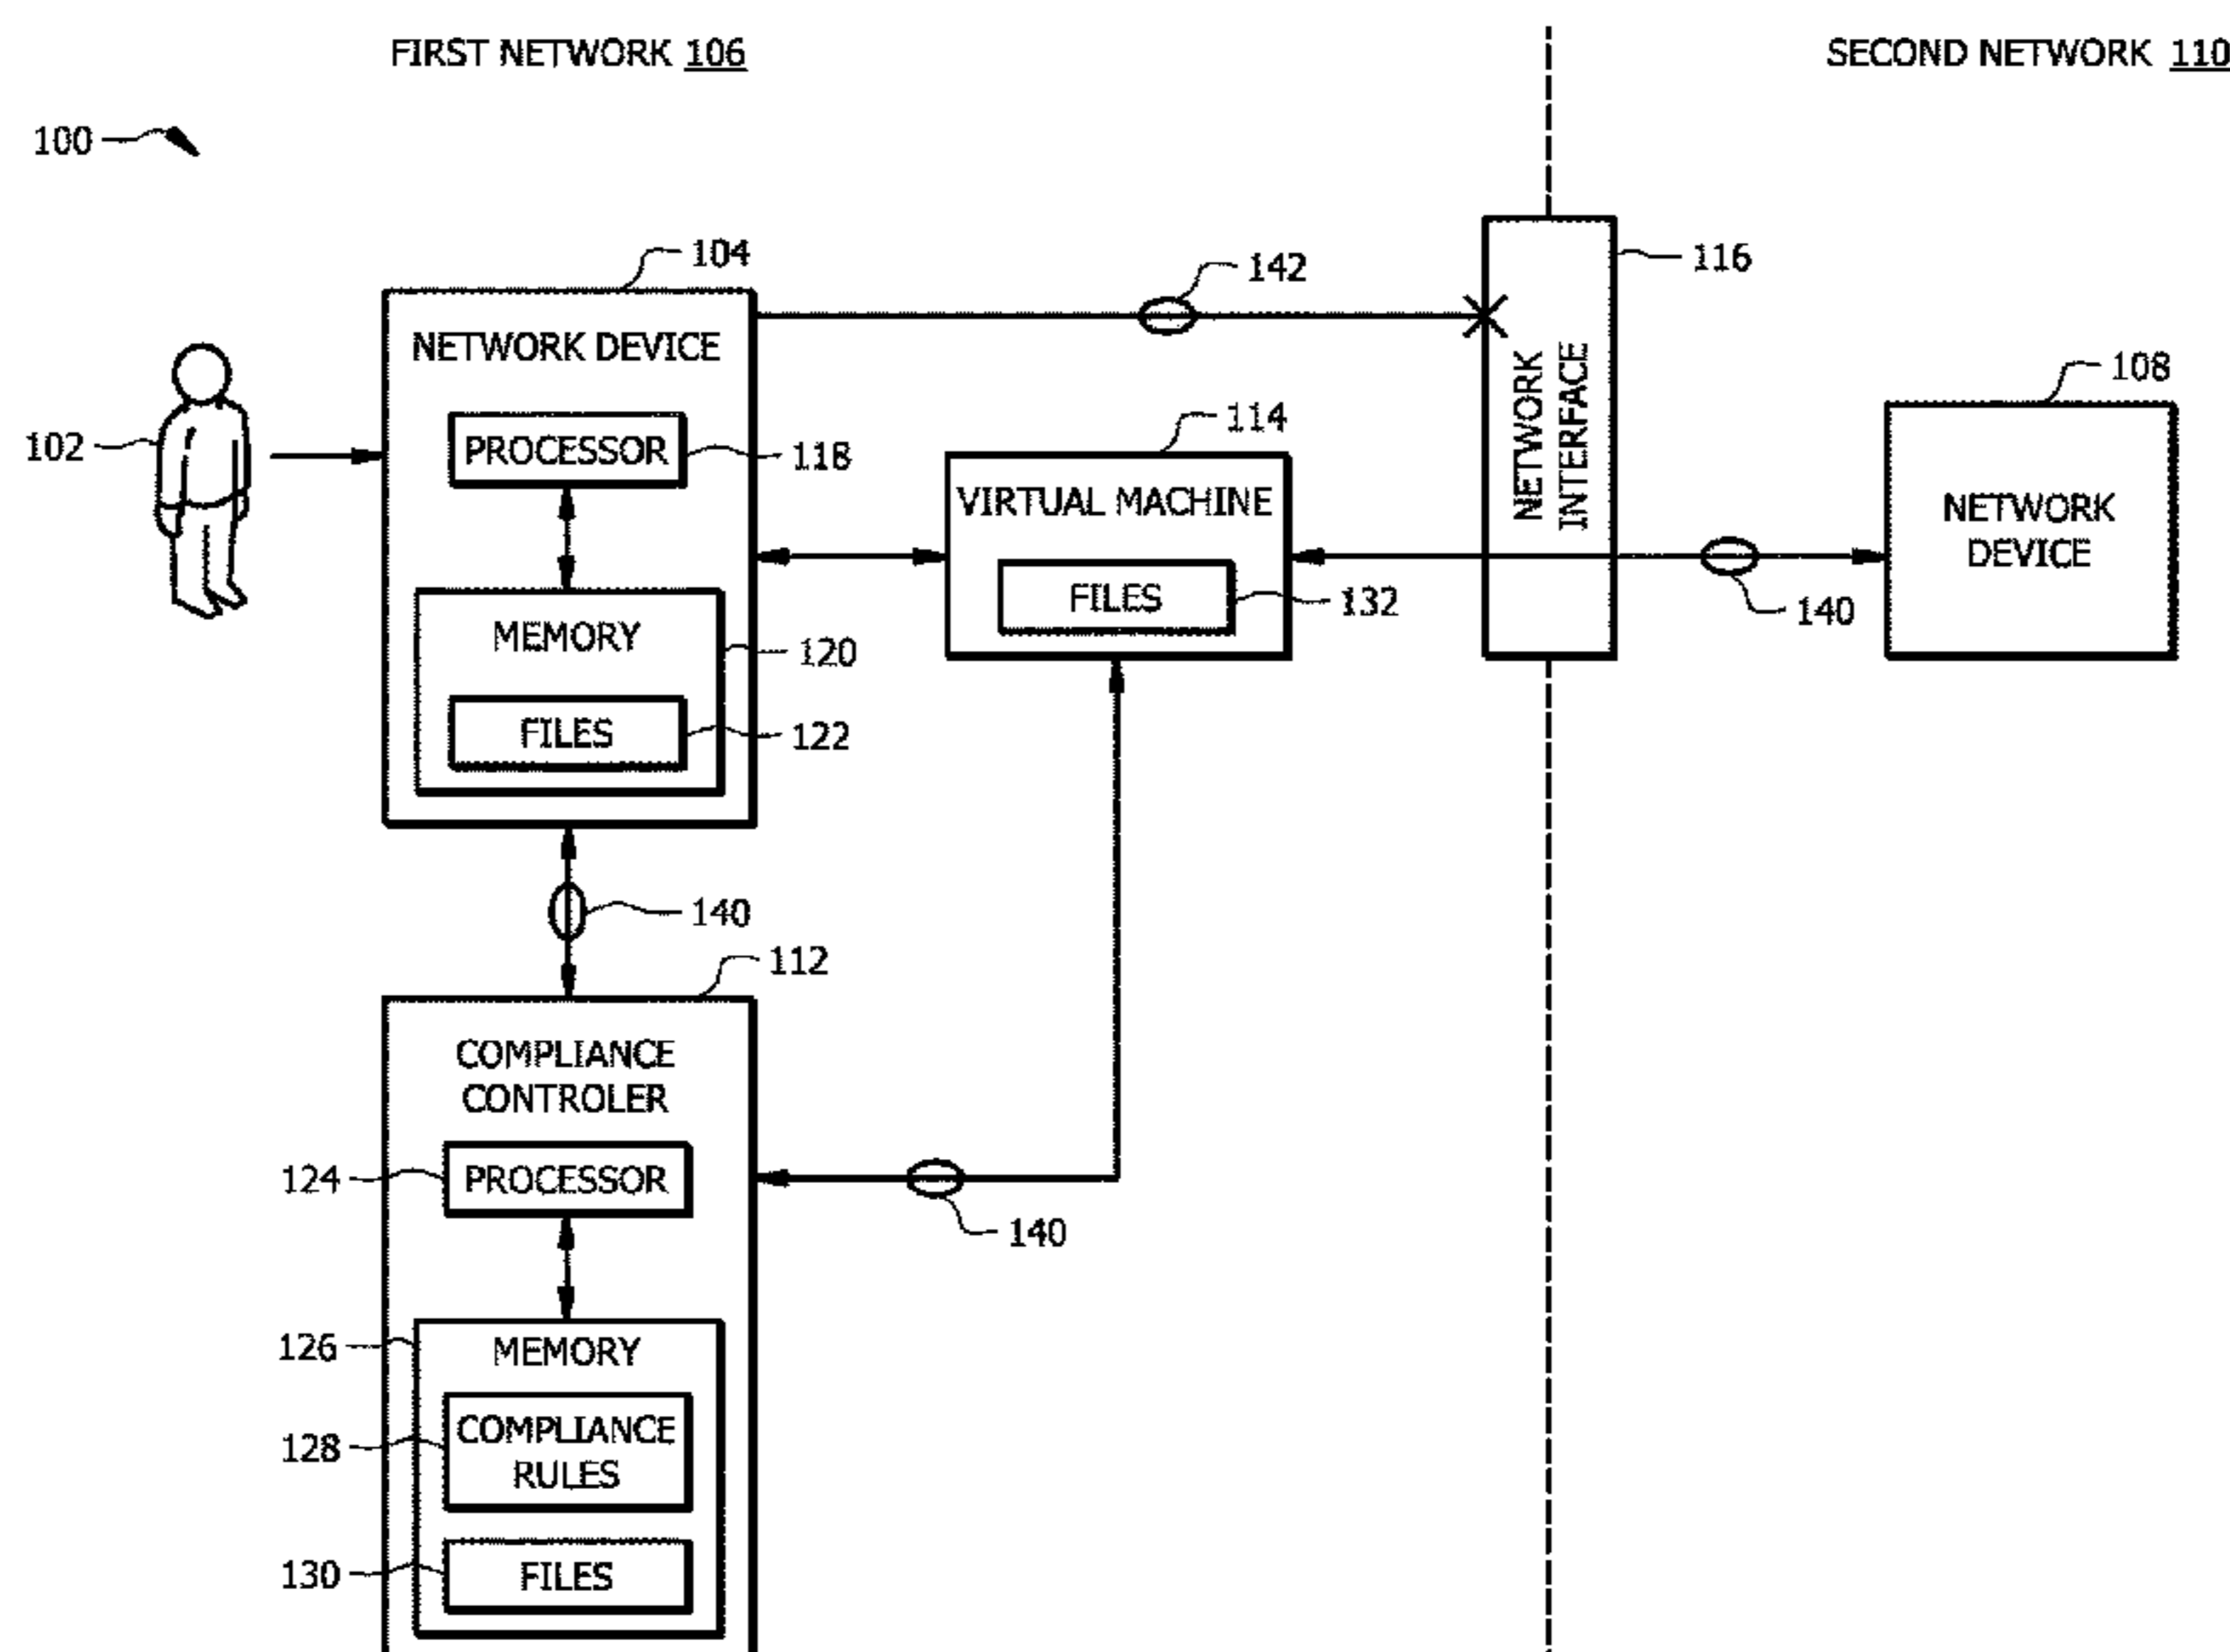 FIRST NETWORK 106
SECOND NETWORK 110
100
104
142
116
NETWORK DEVICE
NETWORK
INTERFACE
108
102
PROCESSOR
118
114
VIRTUAL MACHINE
NETWORK
DEVICE
FILES
132
140
MEMORY
120
FILES
122
140
112
COMPLIANCE
CONTROLER
124
PROCESSOR
140
126
MEMORY
128
COMPLIANCE
RULES
130
FILES